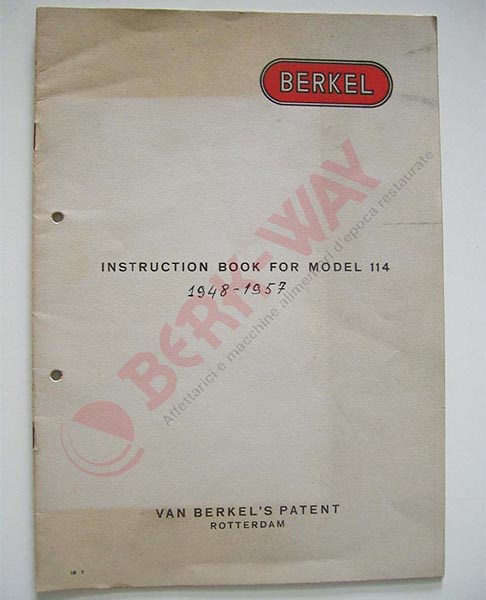 BERKEL
INSTRUCTION BOOK FOR MODEL 114
1948-1957
BERK-WAY
Affettatrici e macchine alimentari d'epoca restaurate
VAN BERKEL'S PATENT
ROTTERDAM